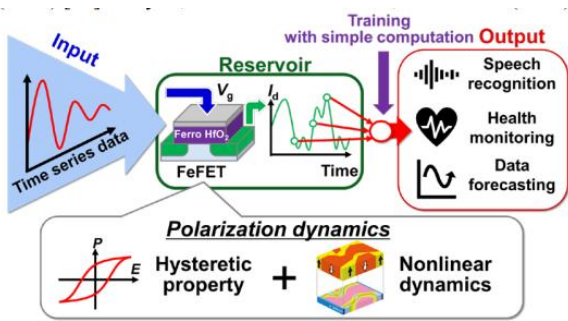 Training
with simple computation
Output
Input
Reservoir
Time series data
Vg
Ferro HfO2
FeFET
Id
Time
Speech
recognition
Health
monitoring
Data
forecasting
Polarization dynamics
P
E
Hysteretic
property
+
Nonlinear
dynamics